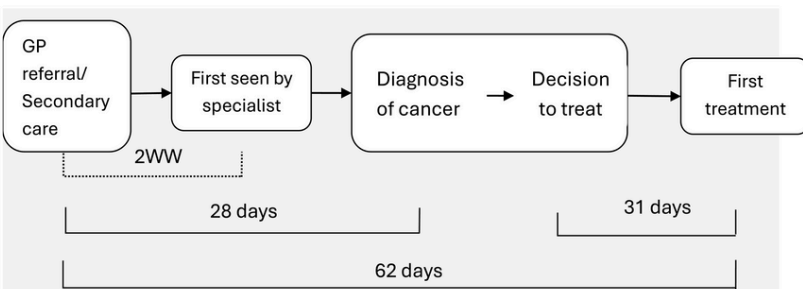 GP
referral/
Secondary
care
First seen by
specialist
Diagnosis
of cancer
Decision
to treat
First
treatment
2WW
28 days
31 days
62 days